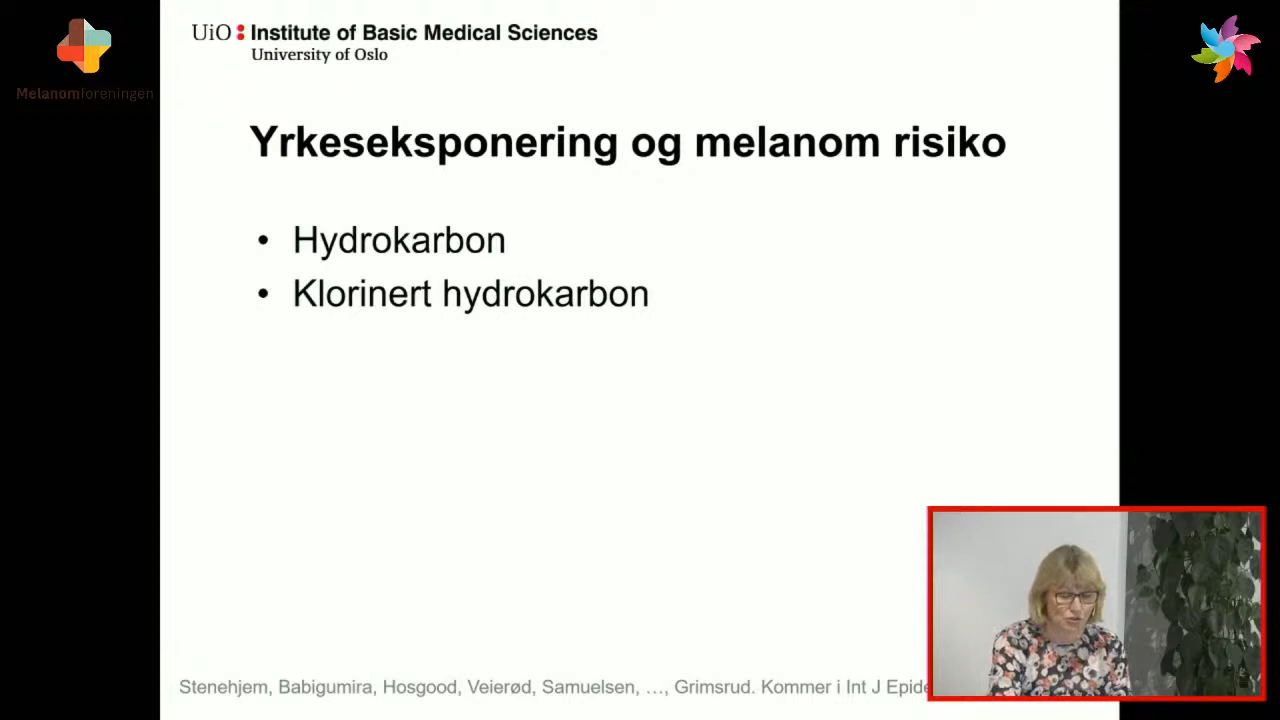 UiO : Institute of Basic Medical Sciences
University of Oslo
Melanomforeningen
Yrkeseksponering og melanom risiko
• Hydrokarbon
• Klorinert hydrokarbon
Stenehjem, Babigumira, Hosgood, Veierød, Samuelsen, …, Grimsrud. Kommer i Int J Epide